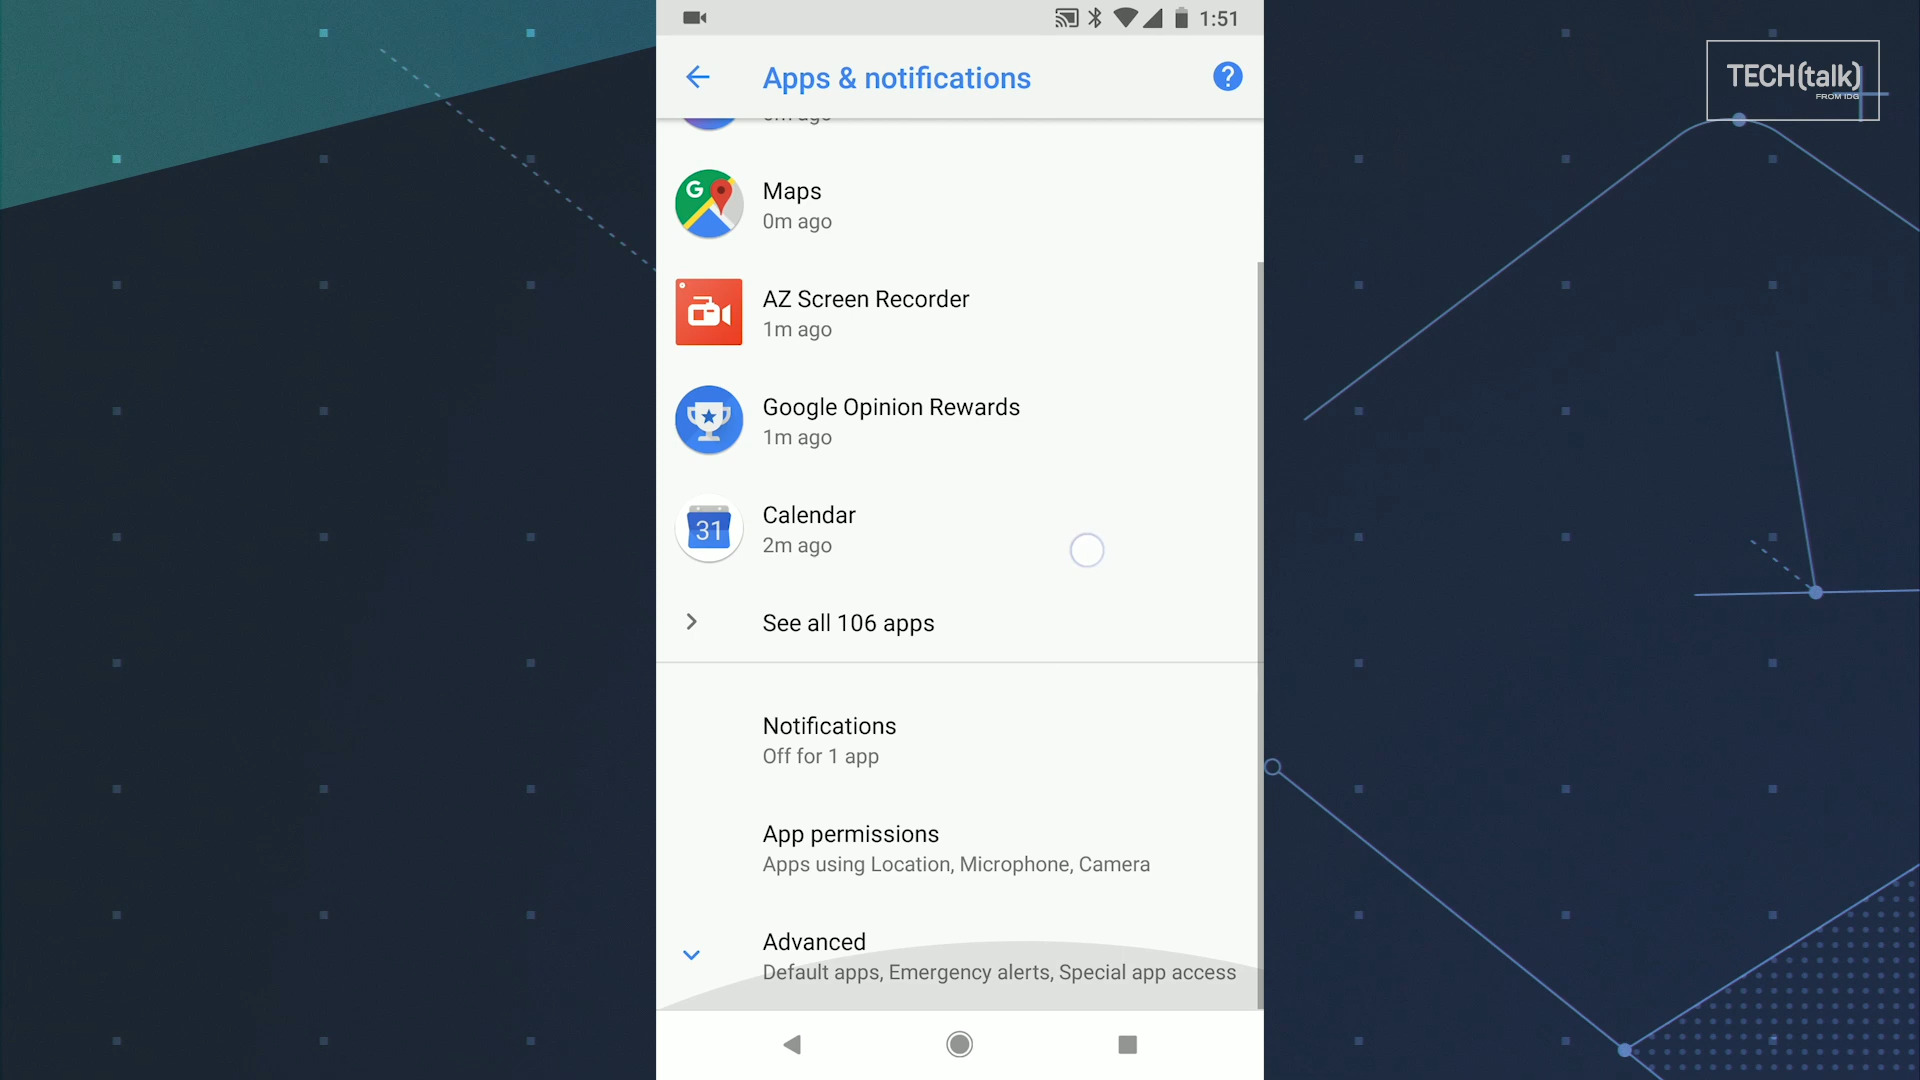 1:51
Apps & notifications
TECH(talk)
FROM IDG
Maps
0m ago
AZ Screen Recorder
1m ago
Google Opinion Rewards
1m ago
31
Calendar
2m ago
See all 106 apps
Notifications
Off for 1 app
App permissions
Apps using Location, Microphone, Camera
Advanced
Default apps, Emergency alerts, Special app access